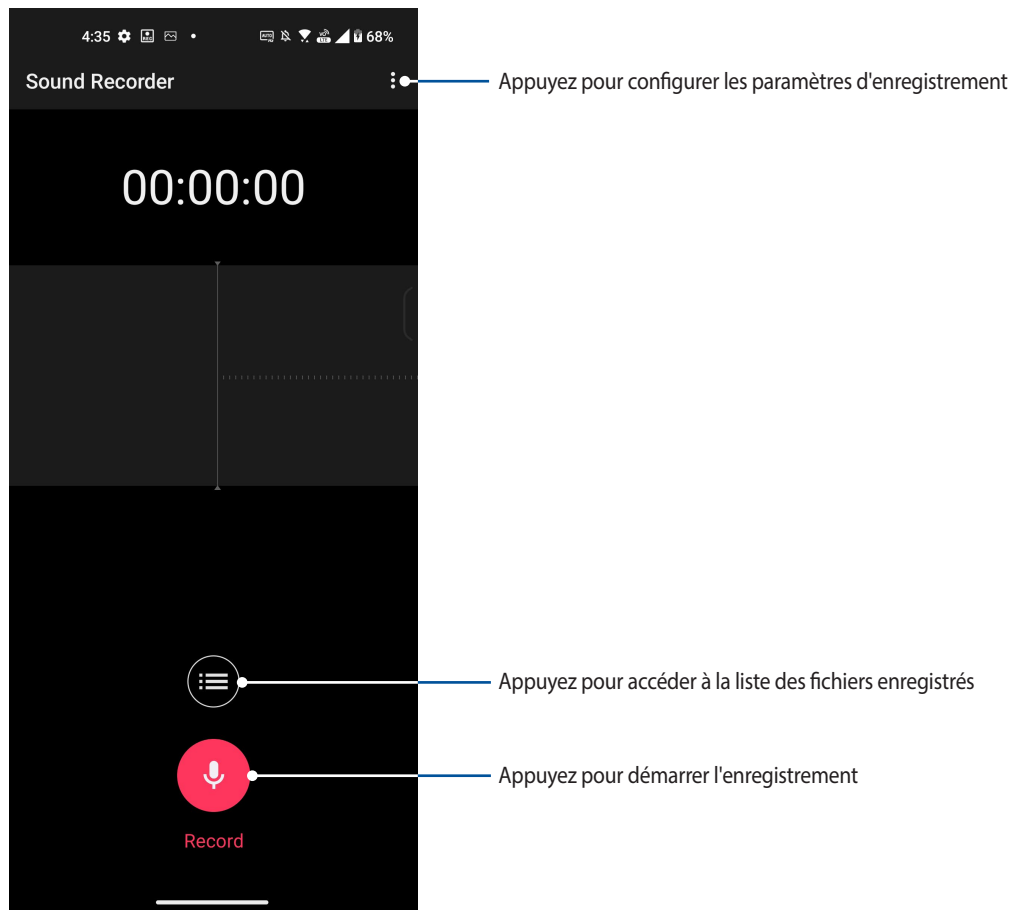 4:35 68%
Sound Recorder
Appuyez pour configurer les paramètres d'enregistrement
00:00:00
Appuyez pour accéder à la liste des fichiers enregistrés
Appuyez pour démarrer l'enregistrement
Record